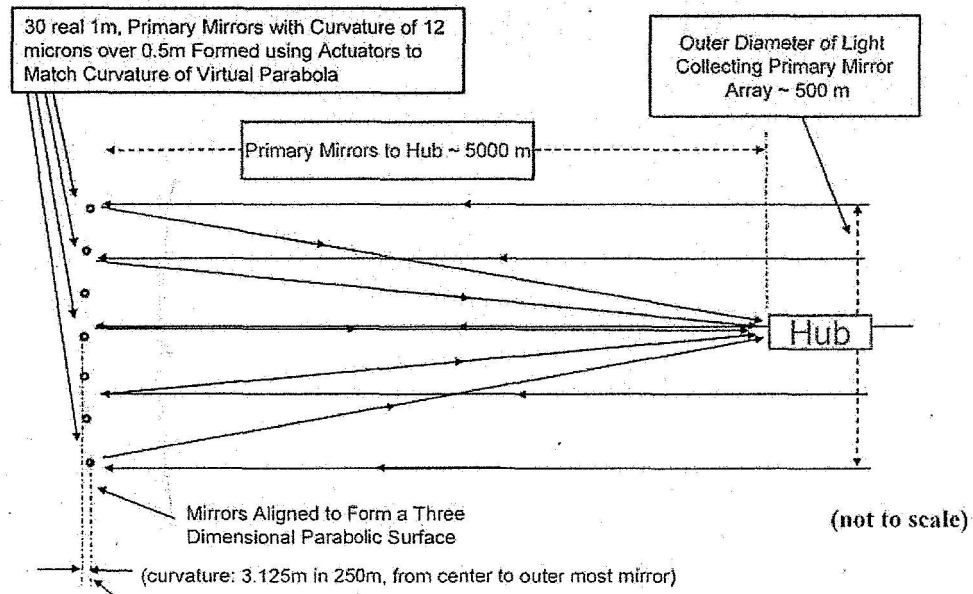 30 real 1m, Primary Mirrors with Curvature of 12
microns over 0.5m Formed using Actuators to
Match Curvature of Virtual Parabola
Outer Diameter of Light
Collecting Primary Mirror
Array ~ 500 m
Primary Mirrors to Hub ~ 5000 m
Hub
Mirrors Aligned to Form a Three
Dimensional Parabolic Surface
(not to scale)
(curvature: 3.125m in 250m, from center to outer most mirror)